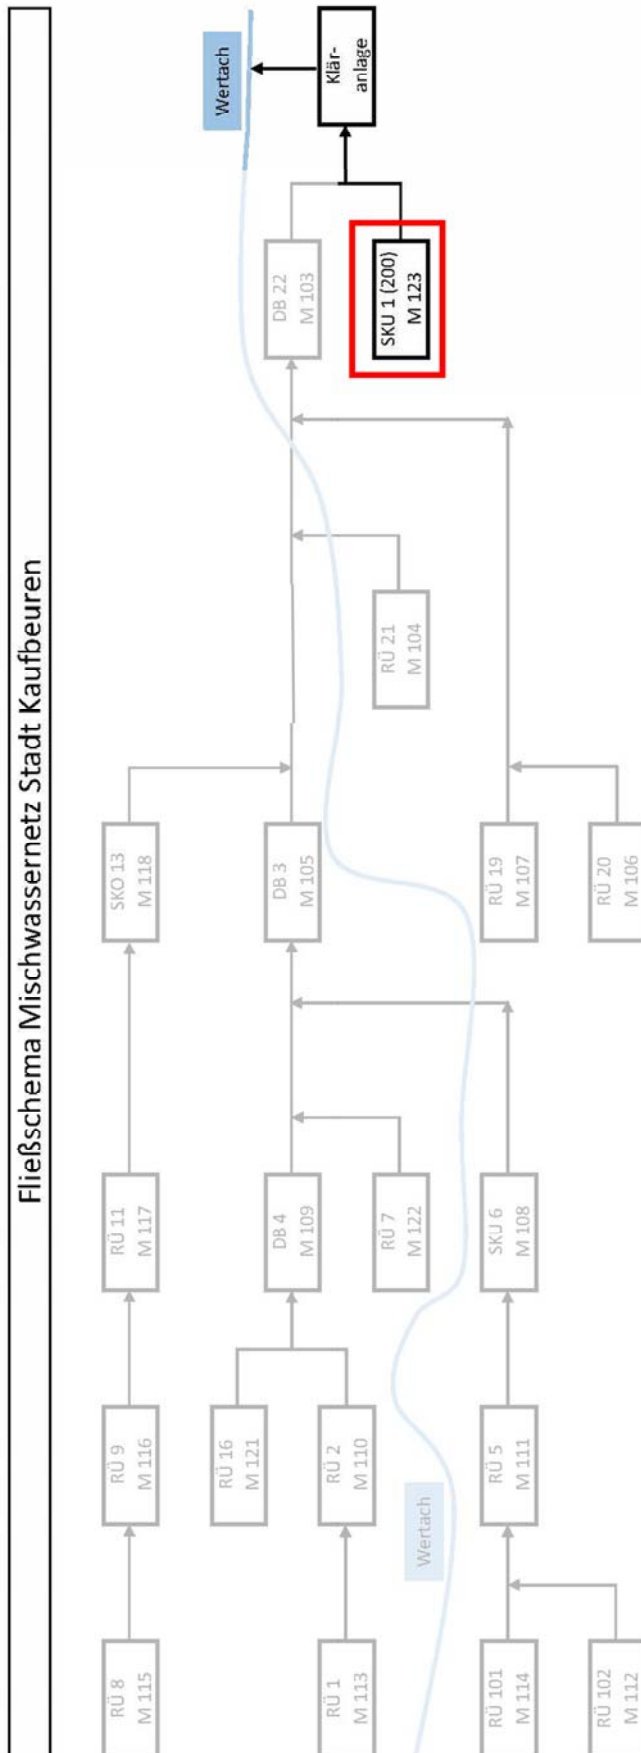 Fließschema Mischwassernetz Stadt Kaufbeuren
RÜ 8
M 115
RÜ 9
M 116
RÜ 11
M 117
SKO 13
M 118
Wertach
RÜ 16
M 121
DB 4
M 109
DB 3
M 105
DB 22
M 103
Klär-
anlage
RÜ 1
M 113
RÜ 2
M 110
RÜ 7
M 122
RÜ 21
M 104
SKU 1 (200)
M 123
Wertach
RÜ 101
M 114
RÜ 5
M 111
SKU 6
M 108
RÜ 19
M 107
RÜ 102
M 112
RÜ 20
M 106